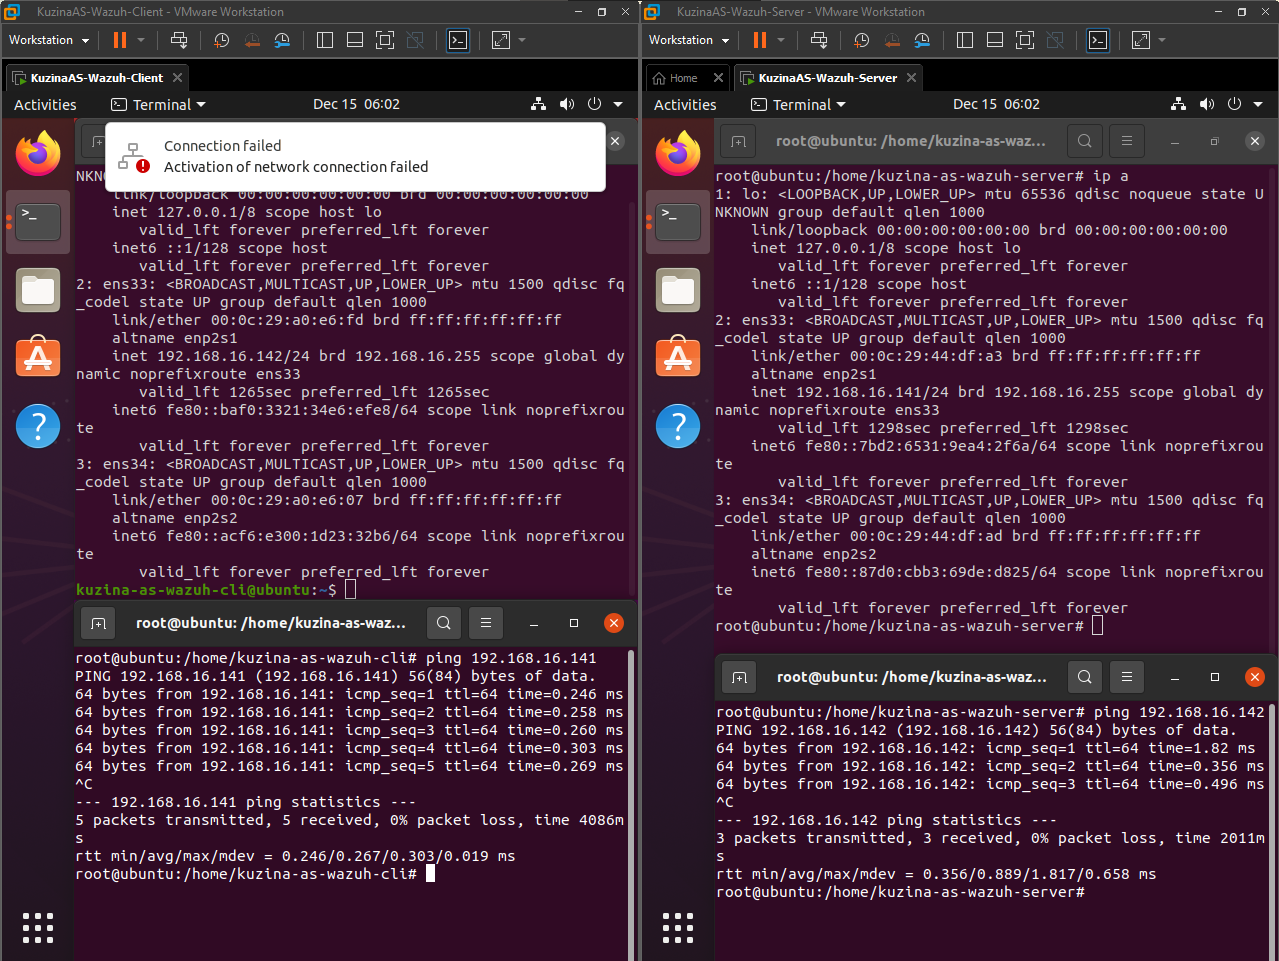 KuzinaAS-Wazuh-Client - VMware Workstation
Workstation
KuzinaAS-Wazuh-Client
Activities
Terminal
Dec 15 06:02
Connection failed
Activation of network connection failed
link/loopback 00:00:00:00:00:00 brd 00:00:00:00:00:00
inet 127.0.0.1/8 scope host lo
valid_lft forever preferred_lft forever
inet6 ::1/128 scope host
valid_lft forever preferred_lft forever
2: ens33: <BROADCAST,MULTICAST,UP,LOWER_UP> mtu 1500 qdisc fq
_codel state UP group default qlen 1000
link/ether 00:0c:29:a0:e6:fd brd ff:ff:ff:ff:ff:ff
altname enp2s1
inet 192.168.16.142/24 brd 192.168.16.255 scope global dy
namic noprefixroute ens33
valid_lft 1265sec preferred_lft 1265sec
inet6 fe80::baf0:3321:34e6:efe8/64 scope link noprefixrou
te
valid_lft forever preferred_lft forever
3: ens34: <BROADCAST,MULTICAST,UP,LOWER_UP> mtu 1500 qdisc fq
_codel state UP group default qlen 1000
link/ether 00:0c:29:a0:e6:07 brd ff:ff:ff:ff:ff:ff
altname enp2s2
inet6 fe80::acf6:e300:1d23:32b6/64 scope link noprefixrou
te
valid_lft forever preferred_lft forever
kuzina-as-wazuh-cli@ubuntu:~$
root@ubuntu: /home/kuzina-as-waz...
root@ubuntu:/home/kuzina-as-wazuh-cli# ping 192.168.16.141
PING 192.168.16.141 (192.168.16.141) 56(84) bytes of data.
64 bytes from 192.168.16.141: icmp_seq=1 ttl=64 time=0.246 ms
64 bytes from 192.168.16.141: icmp_seq=2 ttl=64 time=0.258 ms
64 bytes from 192.168.16.141: icmp_seq=3 ttl=64 time=0.260 ms
64 bytes from 192.168.16.141: icmp_seq=4 ttl=64 time=0.303 ms
64 bytes from 192.168.16.141: icmp_seq=5 ttl=64 time=0.269 ms
^C
--- 192.168.16.141 ping statistics ---
5 packets transmitted, 5 received, 0% packet loss, time 4086m
s
rtt min/avg/max/mdev = 0.246/0.267/0.303/0.019 ms
root@ubuntu:/home/kuzina-as-wazuh-cli#
KuzinaAS-Wazuh-Server - VMware Workstation
Workstation
Home
KuzinaAS-Wazuh-Server
Activities
Terminal
Dec 15 06:02
root@ubuntu: /home/kuzina-as-waz...
root@ubuntu:/home/kuzina-as-wazuh-server# ip a
1: lo: <LOOPBACK,UP,LOWER_UP> mtu 65536 qdisc noqueue state U
NKNOWN group default qlen 1000
link/loopback 00:00:00:00:00:00 brd 00:00:00:00:00:00
inet 127.0.0.1/8 scope host lo
valid_lft forever preferred_lft forever
inet6 ::1/128 scope host
valid_lft forever preferred_lft forever
2: ens33: <BROADCAST,MULTICAST,UP,LOWER_UP> mtu 1500 qdisc fq
_codel state UP group default qlen 1000
link/ether 00:0c:29:44:df:a3 brd ff:ff:ff:ff:ff:ff
altname enp2s1
inet 192.168.16.141/24 brd 192.168.16.255 scope global dy
namic noprefixroute ens33
valid_lft 1298sec preferred_lft 1298sec
inet6 fe80::7bd2:6531:9ea4:2f6a/64 scope link noprefixrou
te
valid_lft forever preferred_lft forever
3: ens34: <BROADCAST,MULTICAST,UP,LOWER_UP> mtu 1500 qdisc fq
_codel state UP group default qlen 1000
link/ether 00:0c:29:44:df:ad brd ff:ff:ff:ff:ff:ff
altname enp2s2
inet6 fe80::87d0:cbb3:69de:d825/64 scope link noprefixrou
te
valid_lft forever preferred_lft forever
root@ubuntu:/home/kuzina-as-wazuh-server#
root@ubuntu: /home/kuzina-as-waz...
root@ubuntu:/home/kuzina-as-wazuh-server# ping 192.168.16.142
PING 192.168.16.142 (192.168.16.142) 56(84) bytes of data.
64 bytes from 192.168.16.142: icmp_seq=1 ttl=64 time=1.82 ms
64 bytes from 192.168.16.142: icmp_seq=2 ttl=64 time=0.356 ms
64 bytes from 192.168.16.142: icmp_seq=3 ttl=64 time=0.496 ms
^C
--- 192.168.16.142 ping statistics ---
3 packets transmitted, 3 received, 0% packet loss, time 2011m
s
rtt min/avg/max/mdev = 0.356/0.889/1.817/0.658 ms
root@ubuntu:/home/kuzina-as-wazuh-server#